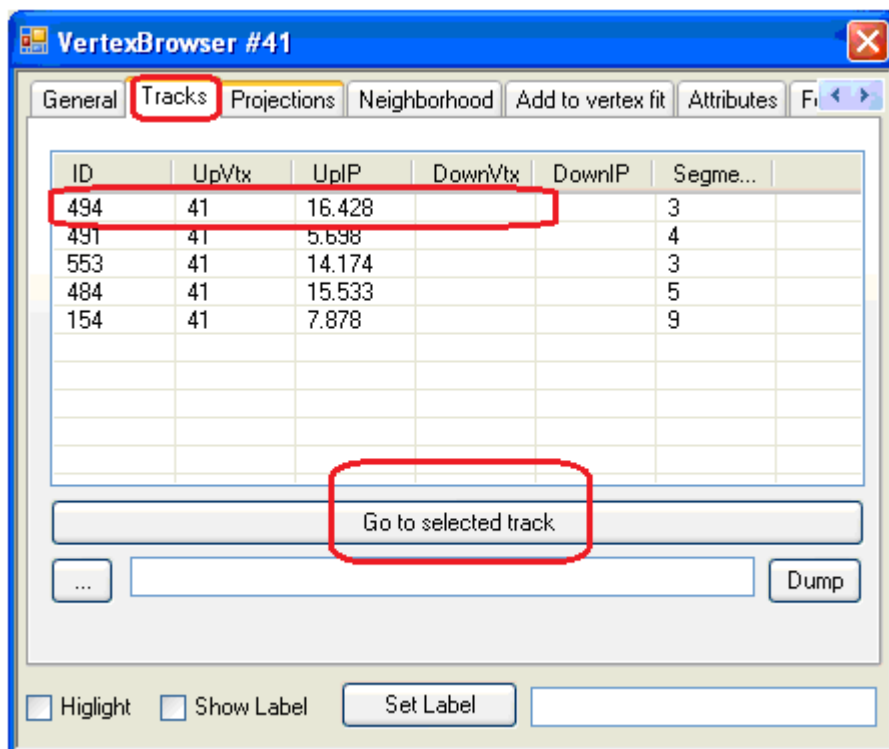 VertexBrowser #41
General Tracks Projections Neighborhood Add to vertex fit Attributes
ID UpVtx UpIP DownVtx DownIP Segme...
494 41 16.428 3
491 41 5.698 4
553 41 14.174 3
484 41 15.533 5
154 41 7.878 9
Go to selected track
... Dump
Higlight Show Label Set Label